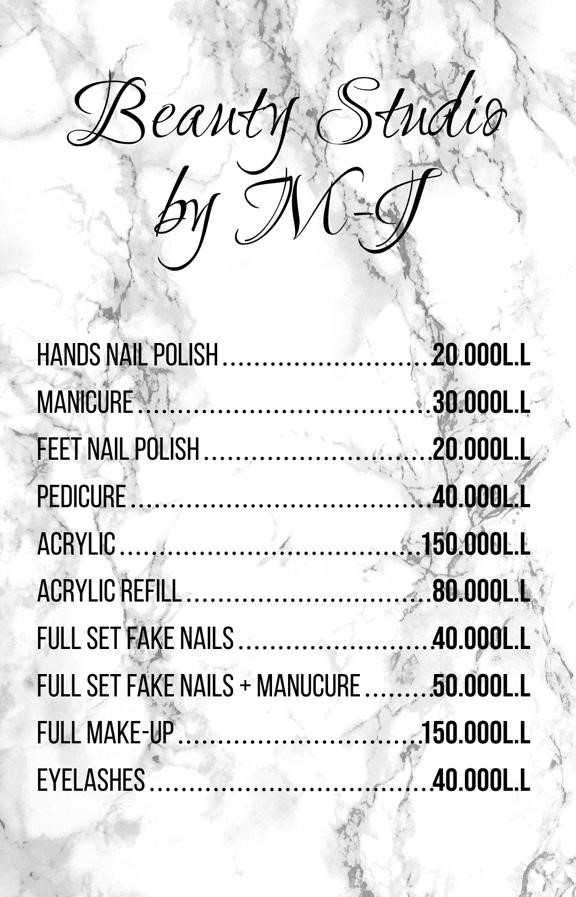 Beauty Studio
by M-J
HANDS NAIL POLISH........................20.000L.L
MANICURE..................................30.000L.L
FEET NAIL POLISH..........................20.000L.L
PEDICURE...................................40.000L.L
ACRYLIC...................................150.000L.L
ACRYLIC REFILL............................80.000L.L
FULL SET FAKE NAILS......................40.000L.L
FULL SET FAKE NAILS + MANUCURE.........50.000L.L
FULL MAKE-UP.............................150.000L.L
EYELASHES.................................40.000L.L